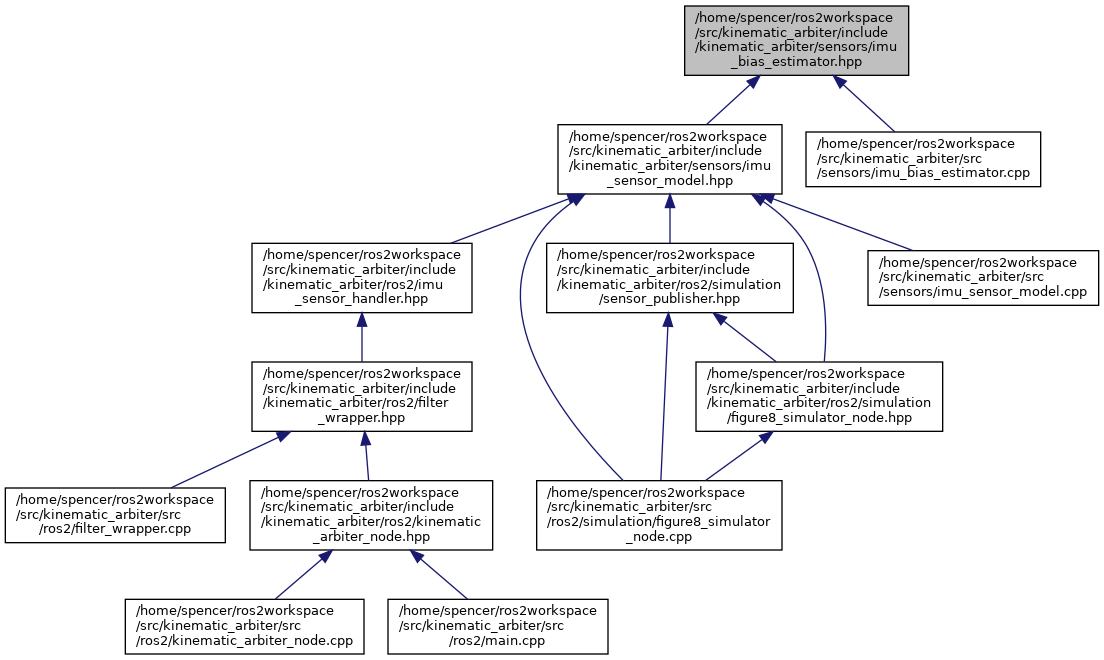 /home/spencer/ros2workspace
/src/kinematic_arbiter/include
/kinematic_arbiter/sensors/imu
_bias_estimator.hpp
/home/spencer/ros2workspace
/src/kinematic_arbiter/include
/kinematic_arbiter/sensors/imu
_sensor_model.hpp
/home/spencer/ros2workspace
/src/kinematic_arbiter/src
/sensors/imu_bias_estimator.cpp
/home/spencer/ros2workspace
/src/kinematic_arbiter/include
/kinematic_arbiter/ros2/imu
_sensor_handler.hpp
/home/spencer/ros2workspace
/src/kinematic_arbiter/include
/kinematic_arbiter/ros2/simulation
/sensor_publisher.hpp
/home/spencer/ros2workspace
/src/kinematic_arbiter/src
/sensors/imu_sensor_model.cpp
/home/spencer/ros2workspace
/src/kinematic_arbiter/include
/kinematic_arbiter/ros2/filter
_wrapper.hpp
/home/spencer/ros2workspace
/src/kinematic_arbiter/include
/kinematic_arbiter/ros2/simulation
/figure8_simulator_node.hpp
/home/spencer/ros2workspace
/src/kinematic_arbiter/src
/ros2/filter_wrapper.cpp
/home/spencer/ros2workspace
/src/kinematic_arbiter/include
/kinematic_arbiter/ros2/kinematic
_arbiter_node.hpp
/home/spencer/ros2workspace
/src/kinematic_arbiter/src
/ros2/simulation/figure8_simulator
_node.cpp
/home/spencer/ros2workspace
/src/kinematic_arbiter/src
/ros2/kinematic_arbiter_node.cpp
/home/spencer/ros2workspace
/src/kinematic_arbiter/src
/ros2/main.cpp